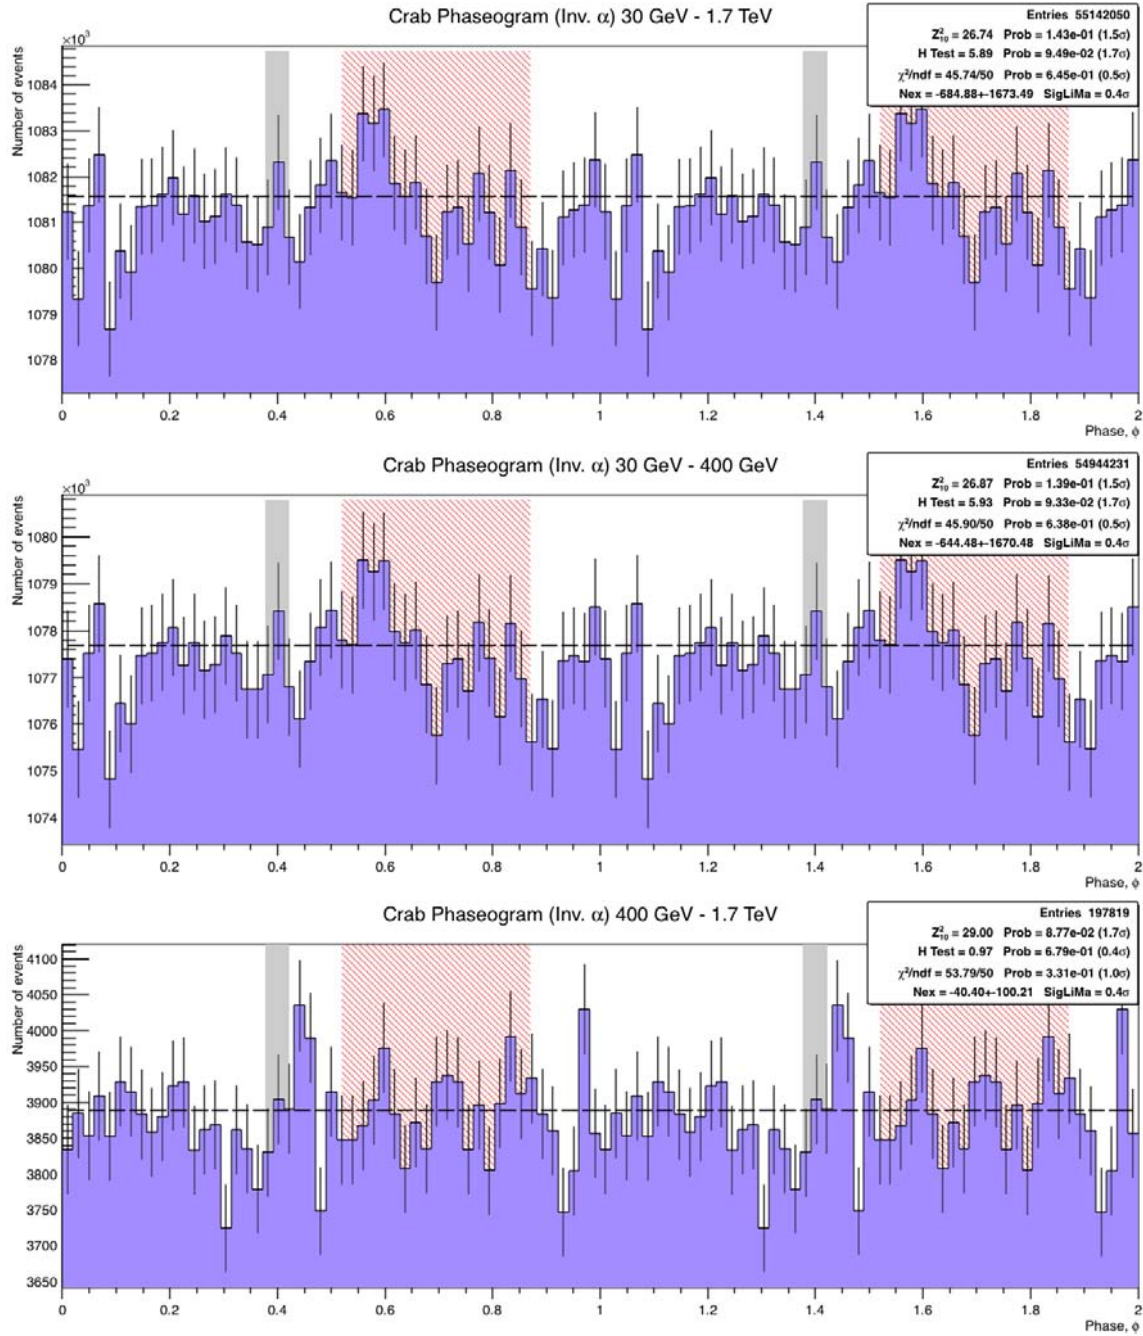 Crab Phaseogram (Inv. α) 30 GeV - 1.7 TeV
Entries 55142050
Z²₁₀ = 26.74 Prob = 1.43e-01 (1.5σ)
H Test = 5.89 Prob = 9.49e-02 (1.7σ)
χ²/ndf = 45.74/50 Prob = 6.45e-01 (0.5σ)
Nex = -684.88+-1673.49 SigLiMa = 0.4σ
×10³
Number of events
1084
1083
1082
1081
1080
1079
1078
0 0.2 0.4 0.6 0.8 1 1.2 1.4 1.6 1.8 2
Phase, ϕ
Crab Phaseogram (Inv. α) 30 GeV - 400 GeV
Entries 54944231
Z²₁₀ = 26.87 Prob = 1.39e-01 (1.5σ)
H Test = 5.93 Prob = 9.33e-02 (1.7σ)
χ²/ndf = 45.90/50 Prob = 6.38e-01 (0.5σ)
Nex = -644.48+-1670.48 SigLiMa = 0.4σ
×10³
Number of events
1080
1079
1078
1077
1076
1075
1074
0 0.2 0.4 0.6 0.8 1 1.2 1.4 1.6 1.8 2
Phase, ϕ
Crab Phaseogram (Inv. α) 400 GeV - 1.7 TeV
Entries 197819
Z²₁₀ = 29.00 Prob = 8.77e-02 (1.7σ)
H Test = 0.97 Prob = 6.79e-01 (0.4σ)
χ²/ndf = 53.79/50 Prob = 3.31e-01 (1.0σ)
Nex = -40.40+-100.21 SigLiMa = 0.4σ
Number of events
4100
4050
4000
3950
3900
3850
3800
3750
3700
3650
0 0.2 0.4 0.6 0.8 1 1.2 1.4 1.6 1.8 2
Phase, ϕ